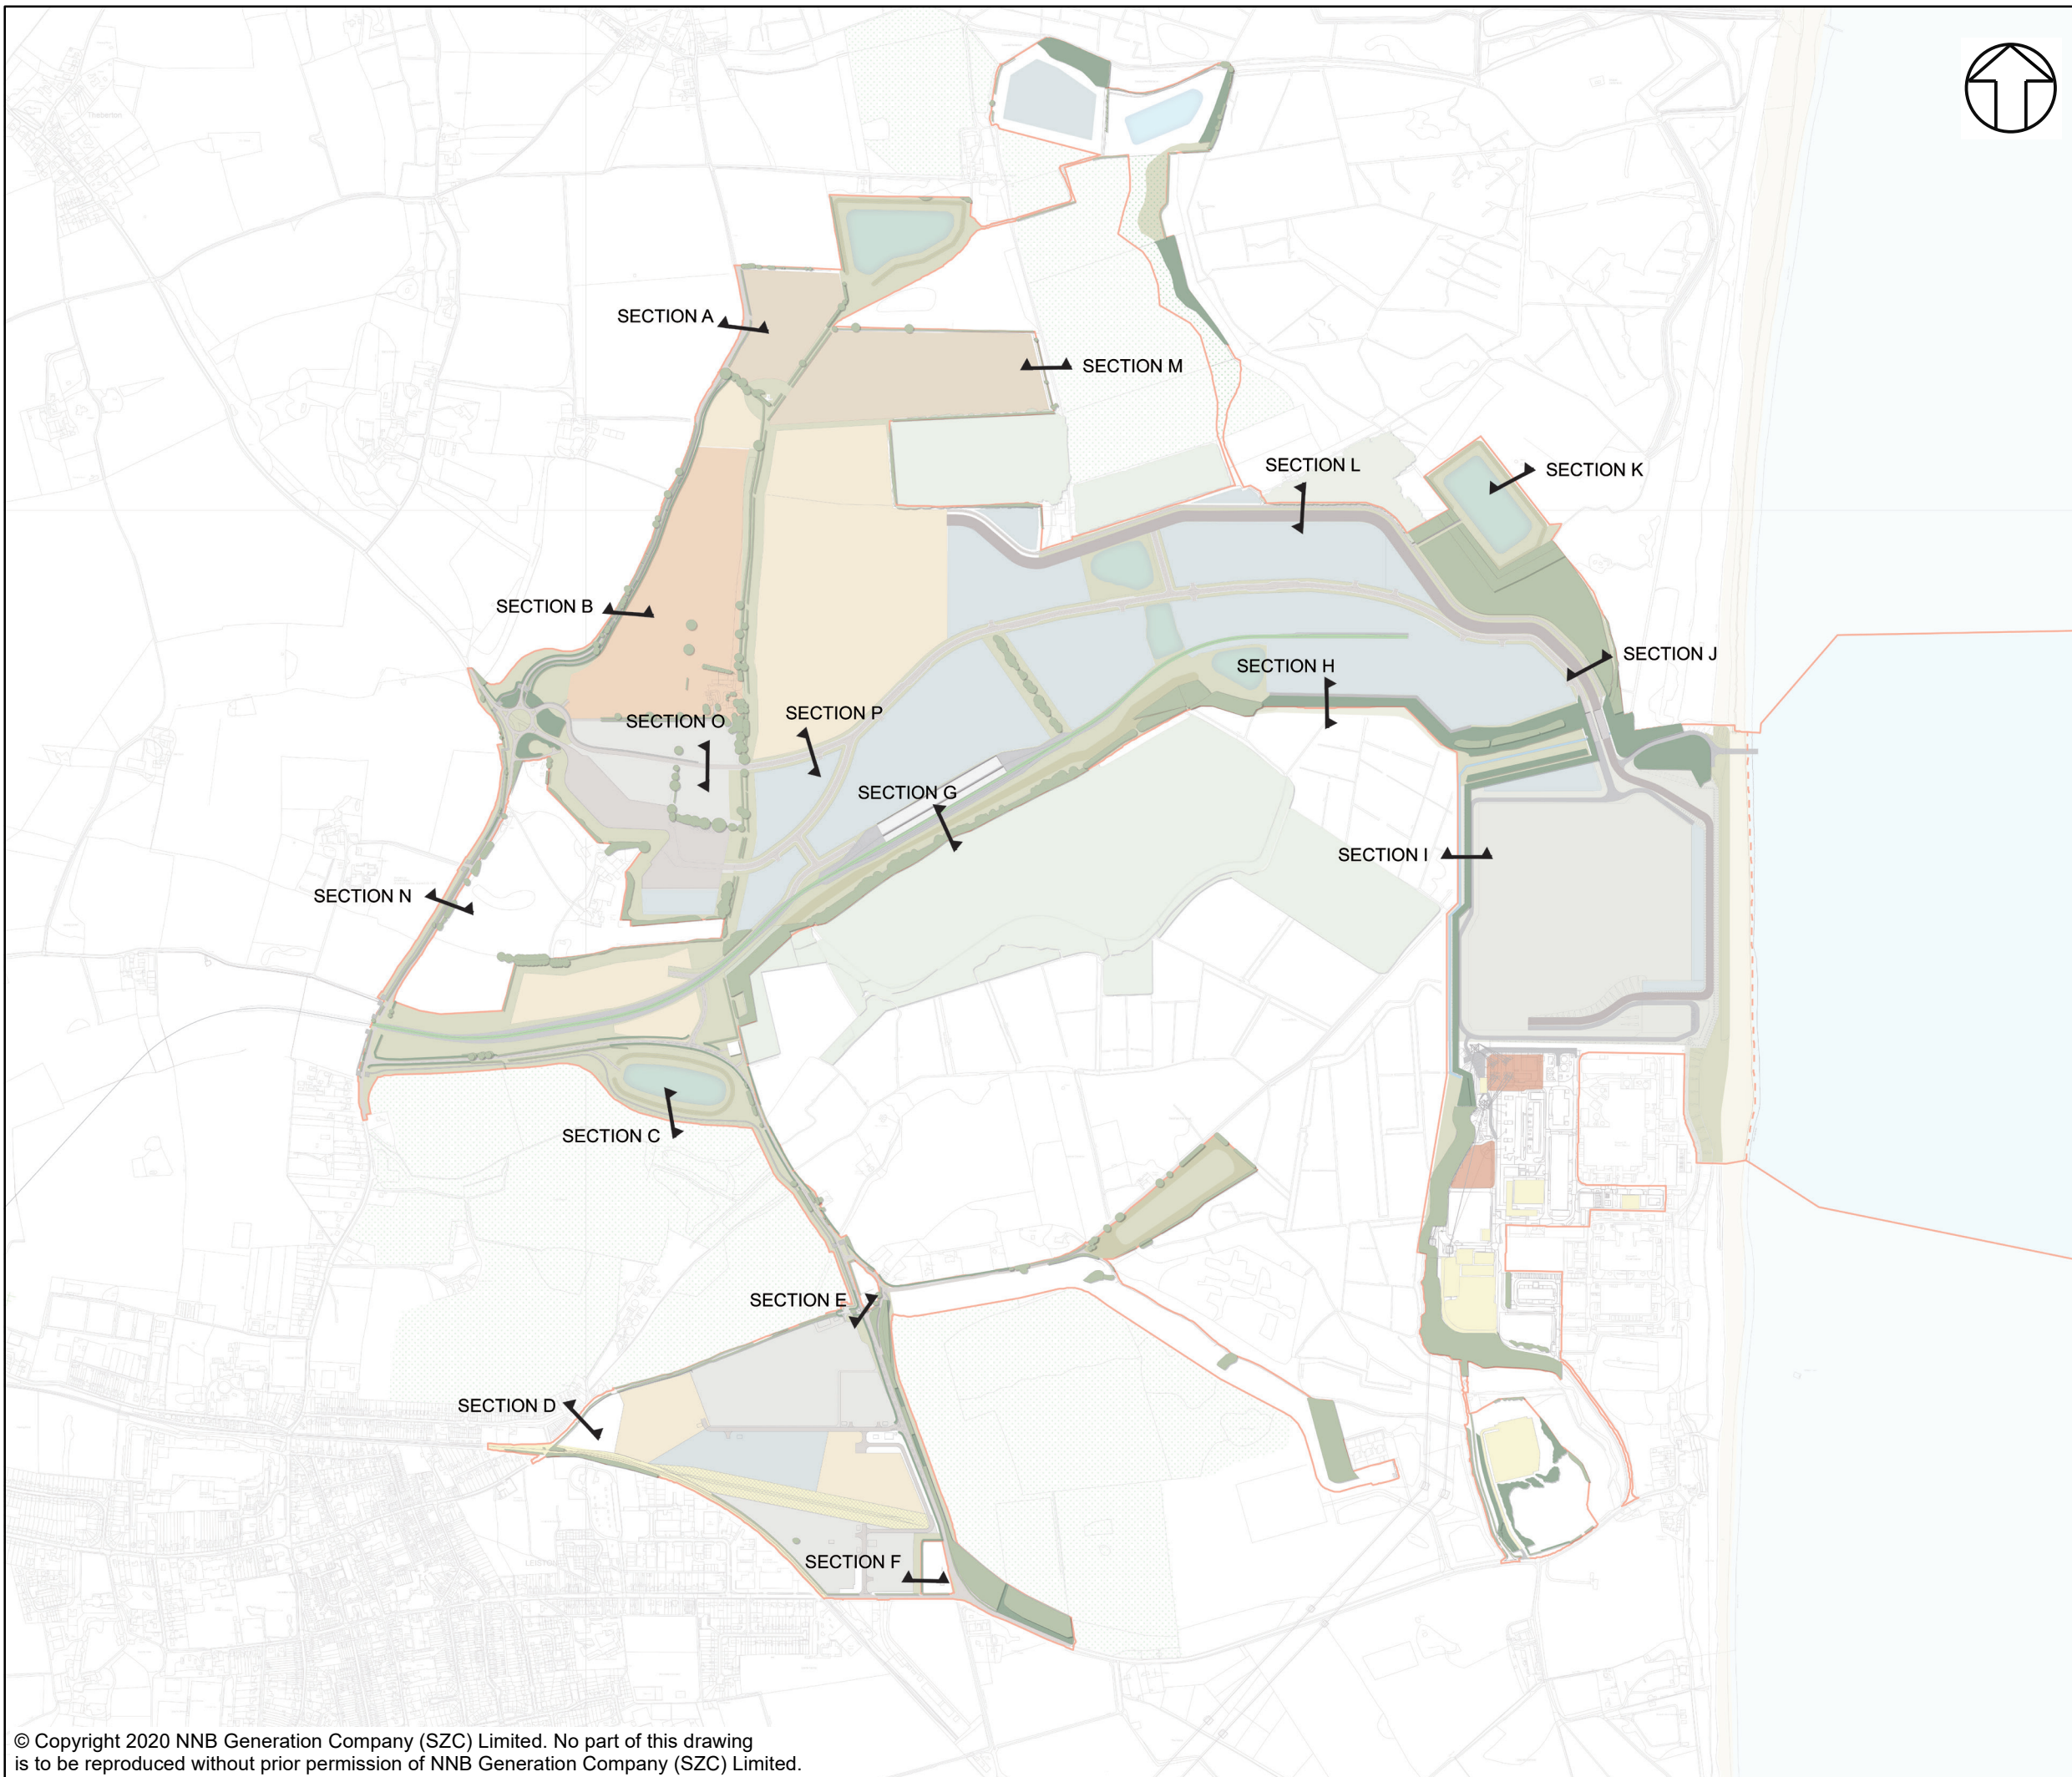 Theberton
SECTION A
SECTION M
SECTION L
SECTION K
SECTION B
SECTION J
SECTION H
SECTION O
SECTION P
SECTION G
SECTION I
SECTION N
SECTION C
SECTION E
SECTION D
SECTION F
LEISTON
© Copyright 2020 NNB Generation Company (SZC) Limited. No part of this drawing
is to be reproduced without prior permission of NNB Generation Company (SZC) Limited.